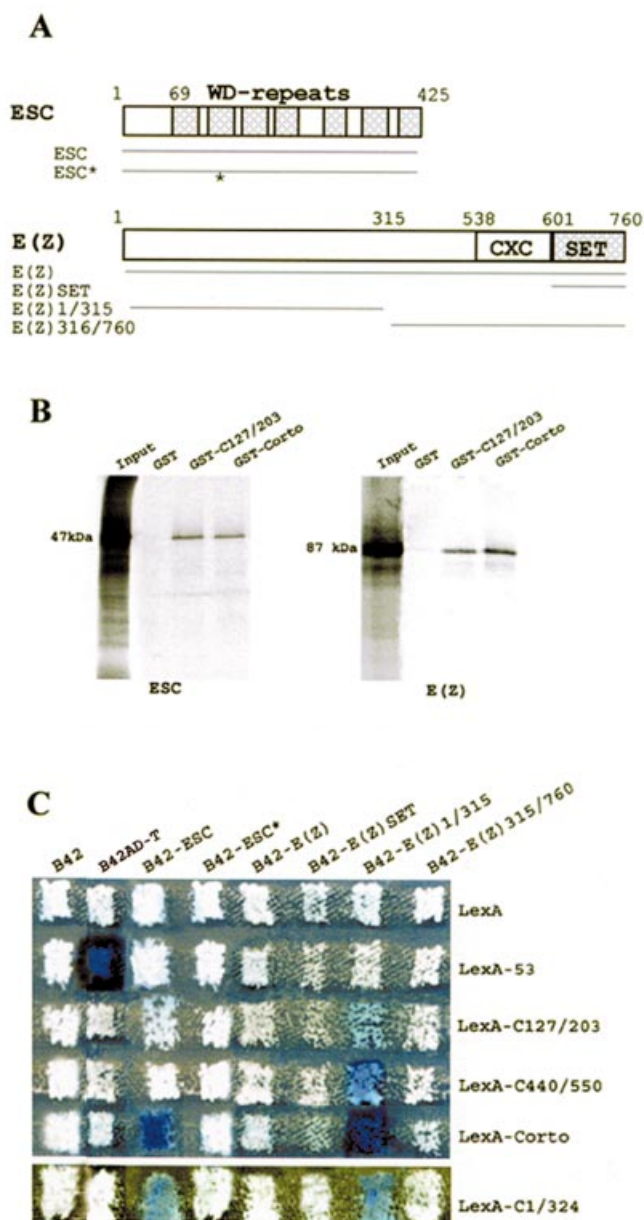 A
1 69 WD-repeats 425
ESC
ESC
ESC*
*
1 315 538 601 760
E(Z) CXC SET
E(Z)
E(Z)SET
E(Z)1/315
E(Z)316/760
B
Input GST GST-C127/203 GST-Corto
47kDa
ESC
Input GST GST-C127/203 GST-Corto
87 kDa
E(Z)
C
B42 B42AD-T B42-ESC B42-ESC* B42-E(Z) B42-E(Z)SET B42-E(Z)1/315 B42-E(Z)315/760
LexA
LexA-53
LexA-C127/203
LexA-C440/550
LexA-Corto
LexA-C1/324